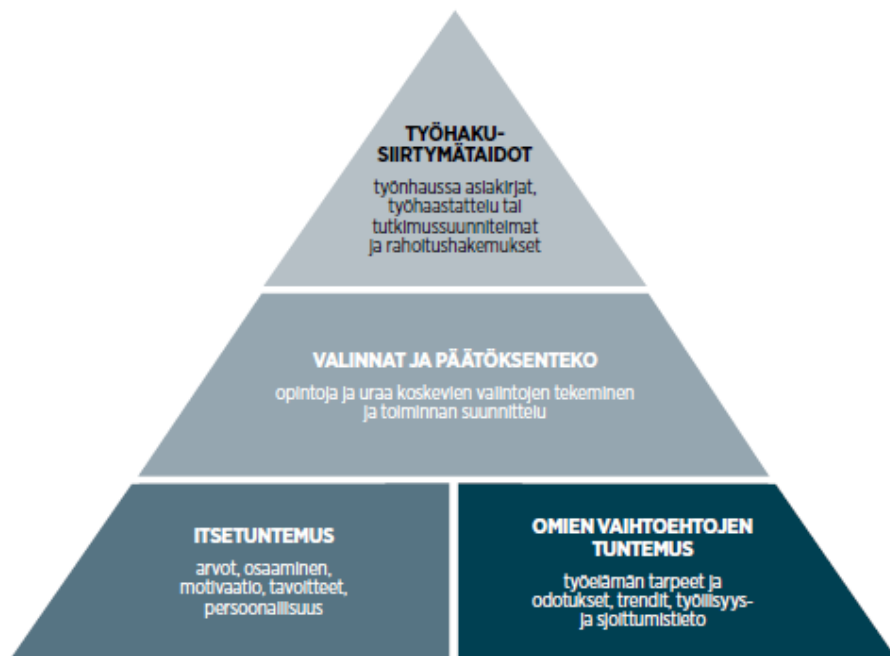 TYÖHAKU-
SIIRTYMÄTAIDOT
työnhaussa asiakirjat,
työhaastattelu tai
tutkimussuunnitelmat
ja rahoitushakemukset
VALINNAT JA PÄÄTÖKSENTEKO
opintoja ja uraa koskevien valintojen tekeminen
ja toiminnan suunnittelu
ITSETUNTEMUS
arvot, osaaminen,
motivaatio, tavoitteet,
persoonallisuus
OMIEN VAIHTOEHTOJEN
TUNTEMUS
työelämän tarpeet ja
odotukset, trendit, työllisyys-
ja sjoittumistieto